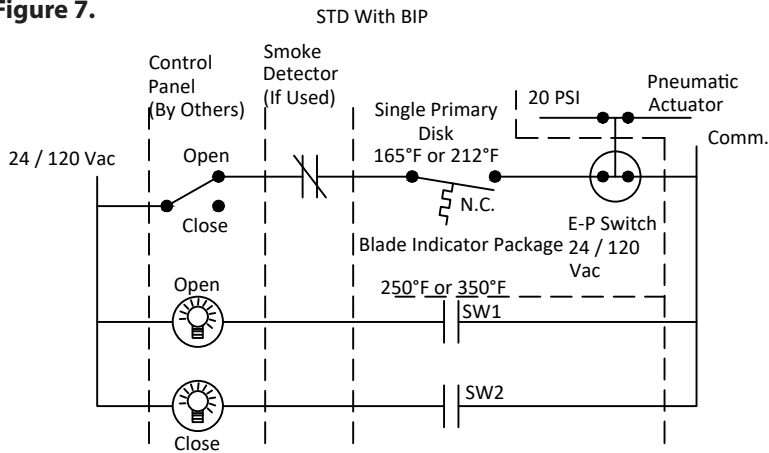 Figure 7.
STD With BIP
Control
Panel
(By Others)
Smoke
Detector
(If Used)
Single Primary
Disk
165°F or 212°F
20 PSI
Pneumatic
Actuator
Comm.
24 / 120 Vac
Open
Close
N.C.
E-P Switch
24 / 120
Vac
Blade Indicator Package
250°F or 350°F
Open
SW1
SW2
Close